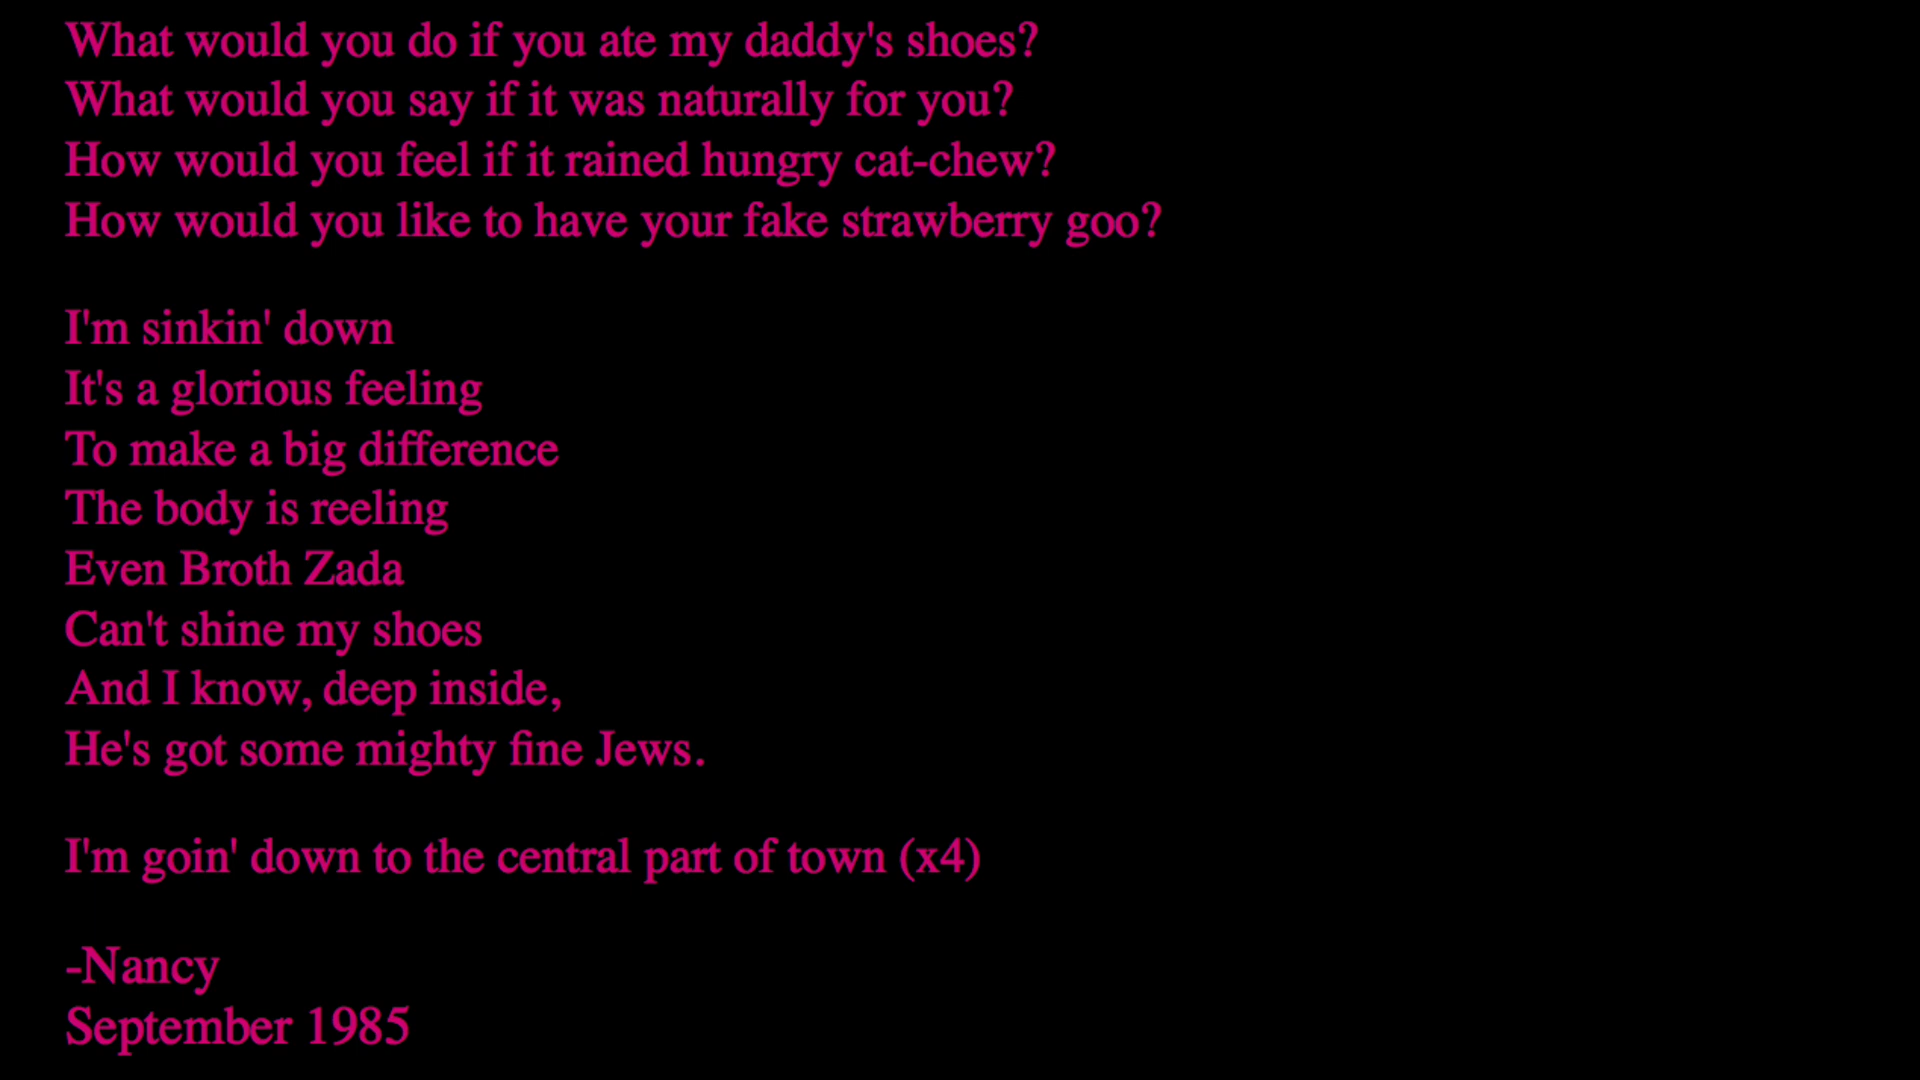 What would you do if you ate my daddy's shoes?
What would you say if it was naturally for you?
How would you feel if it rained hungry cat-chew?
How would you like to have your fake strawberry goo?
I'm sinkin' down
It's a glorious feeling
To make a big difference
The body is reeling
Even Broth Zada
Can't shine my shoes
And I know, deep inside,
He's got some mighty fine Jews.
I'm goin' down to the central part of town (x4)
-Nancy
September 1985